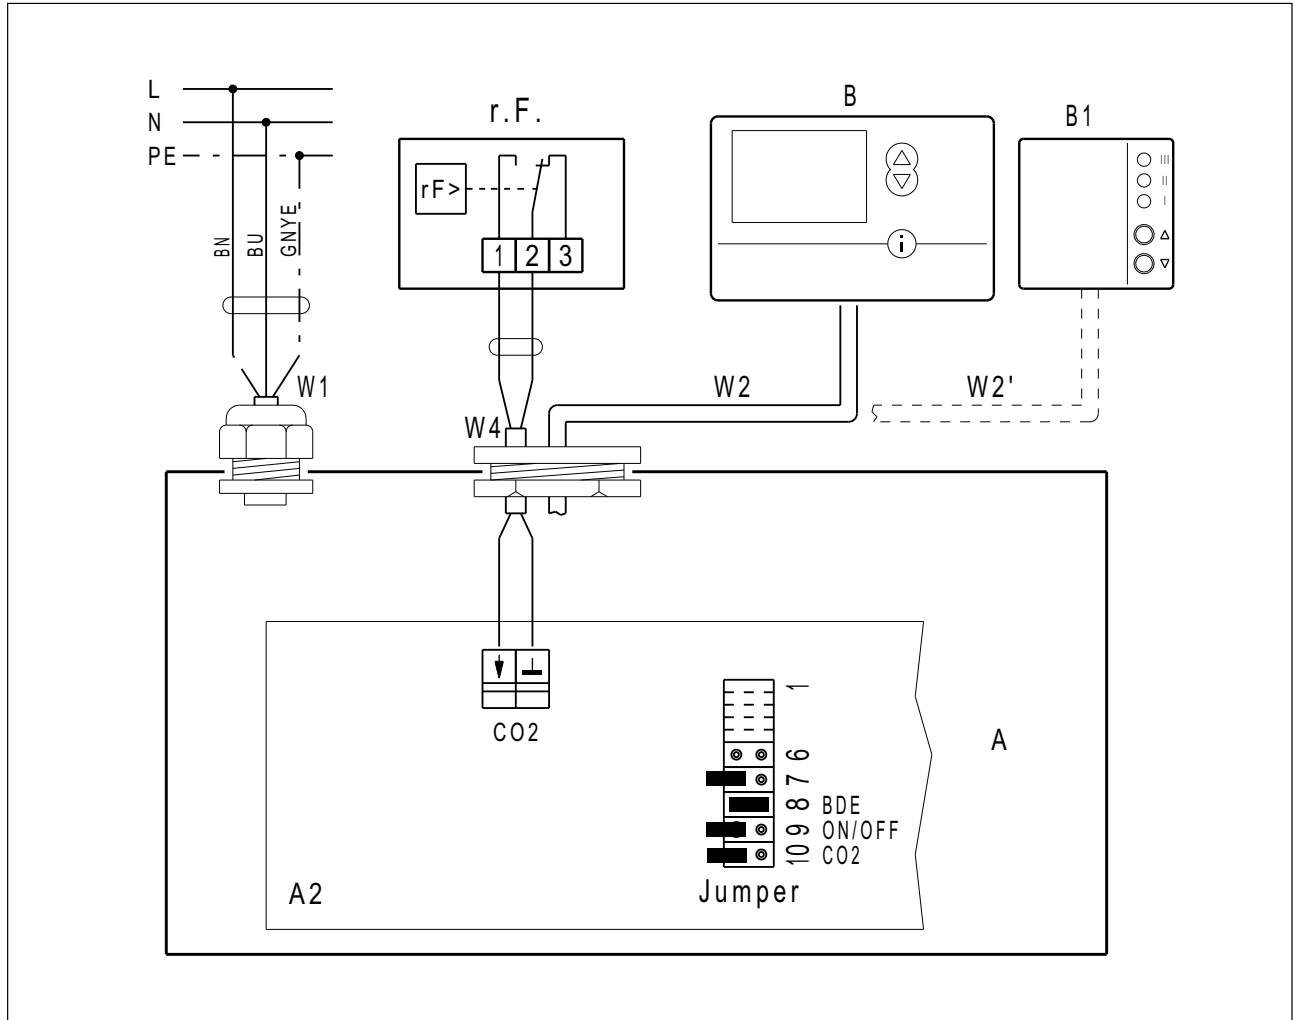 L
N
PE
BN
BU
GNYE
W1
r.F.
rF>
1 2 3
W4
B
i
B1
III
II
I
W2
W2'
CO2
A
A2
1
6
7
8 BDE
9 ON/OFF
10 CO2
Jumper